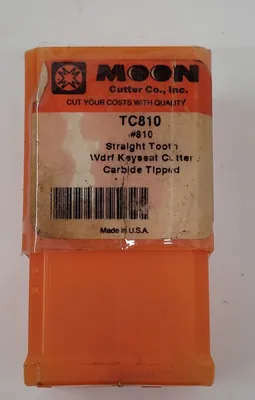 MOON
Cutter Co., Inc.
CUT YOUR COSTS WITH QUALITY
TC810
#810
Straight Tooth
Wdrf Keyseat Cutter
Carbide Tipped
Made in U.S.A.